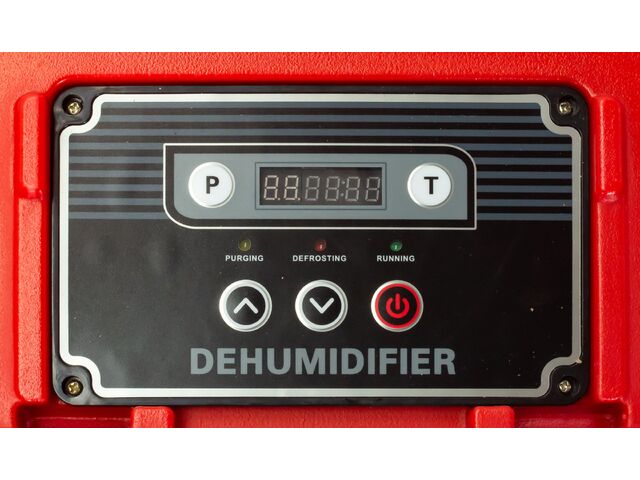 P T
PURGING DEFROSTING RUNNING
DEHUMIDIFIER